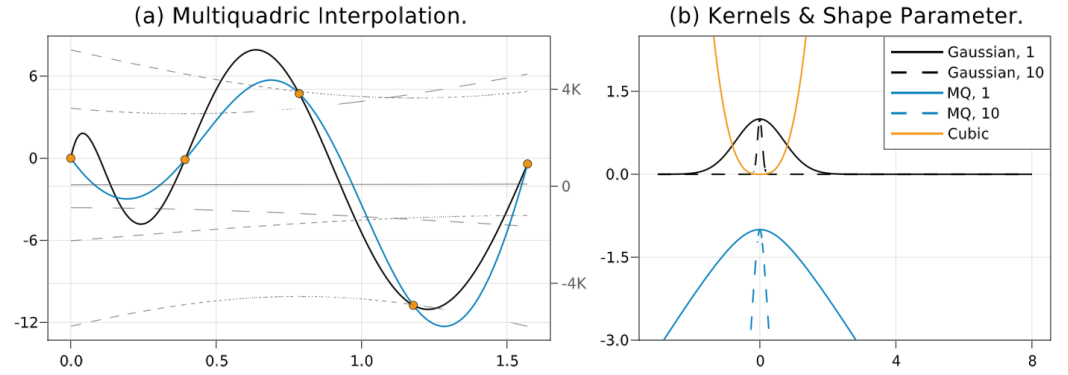 (a) Multiquadric Interpolation.
6
0
-6
-12
4K
0
-4K
0.0
0.5
1.0
1.5
(b) Kernels & Shape Parameter.
1.5
0.0
-1.5
-3.0
Gaussian, 1
Gaussian, 10
MQ, 1
MQ, 10
Cubic
0
4
8